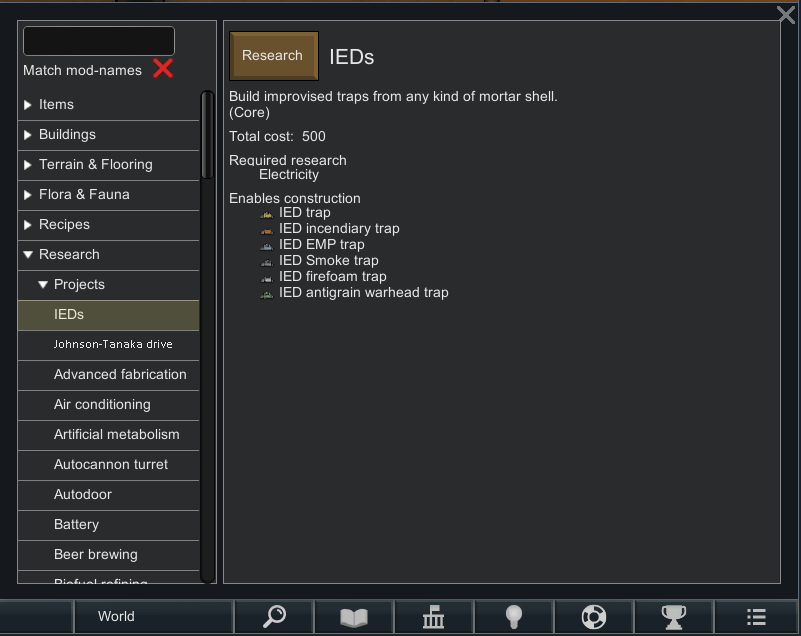 Match mod-names
Items
Buildings
Terrain & Flooring
Flora & Fauna
Recipes
Research
Projects
IEDs
Johnson-Tanaka drive
Advanced fabrication
Air conditioning
Artificial metabolism
Autocannon turret
Autodoor
Battery
Beer brewing
Biofuel refining
Research
IEDs
Build improvised traps from any kind of mortar shell.
(Core)
Total cost: 500
Required research
Electricity
Enables construction
IED trap
IED incendiary trap
IED EMP trap
IED Smoke trap
IED firefoam trap
IED antigrain warhead trap
World